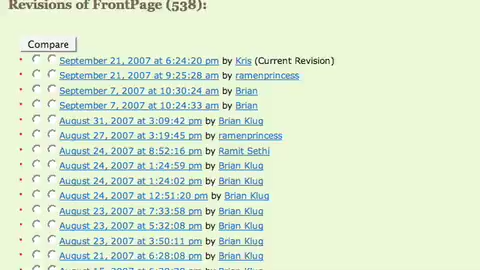 Revisions of FrontPage (538):
Compare
September 21, 2007 at 6:24:20 pm by Kris (Current Revision)
September 21, 2007 at 9:25:28 am by ramenprincess
September 7, 2007 at 10:30:24 am by Brian
September 7, 2007 at 10:24:33 am by Brian
August 31, 2007 at 3:09:42 pm by Brian Klug
August 27, 2007 at 3:19:45 pm by ramenprincess
August 24, 2007 at 8:52:16 pm by Ramit Sethi
August 24, 2007 at 1:24:59 pm by Brian Klug
August 24, 2007 at 1:24:02 pm by Brian Klug
August 24, 2007 at 12:51:20 pm by Brian Klug
August 23, 2007 at 7:33:58 pm by Brian Klug
August 23, 2007 at 5:32:08 pm by Brian Klug
August 23, 2007 at 3:50:11 pm by Brian Klug
August 21, 2007 at 6:28:08 pm by Brian Klug